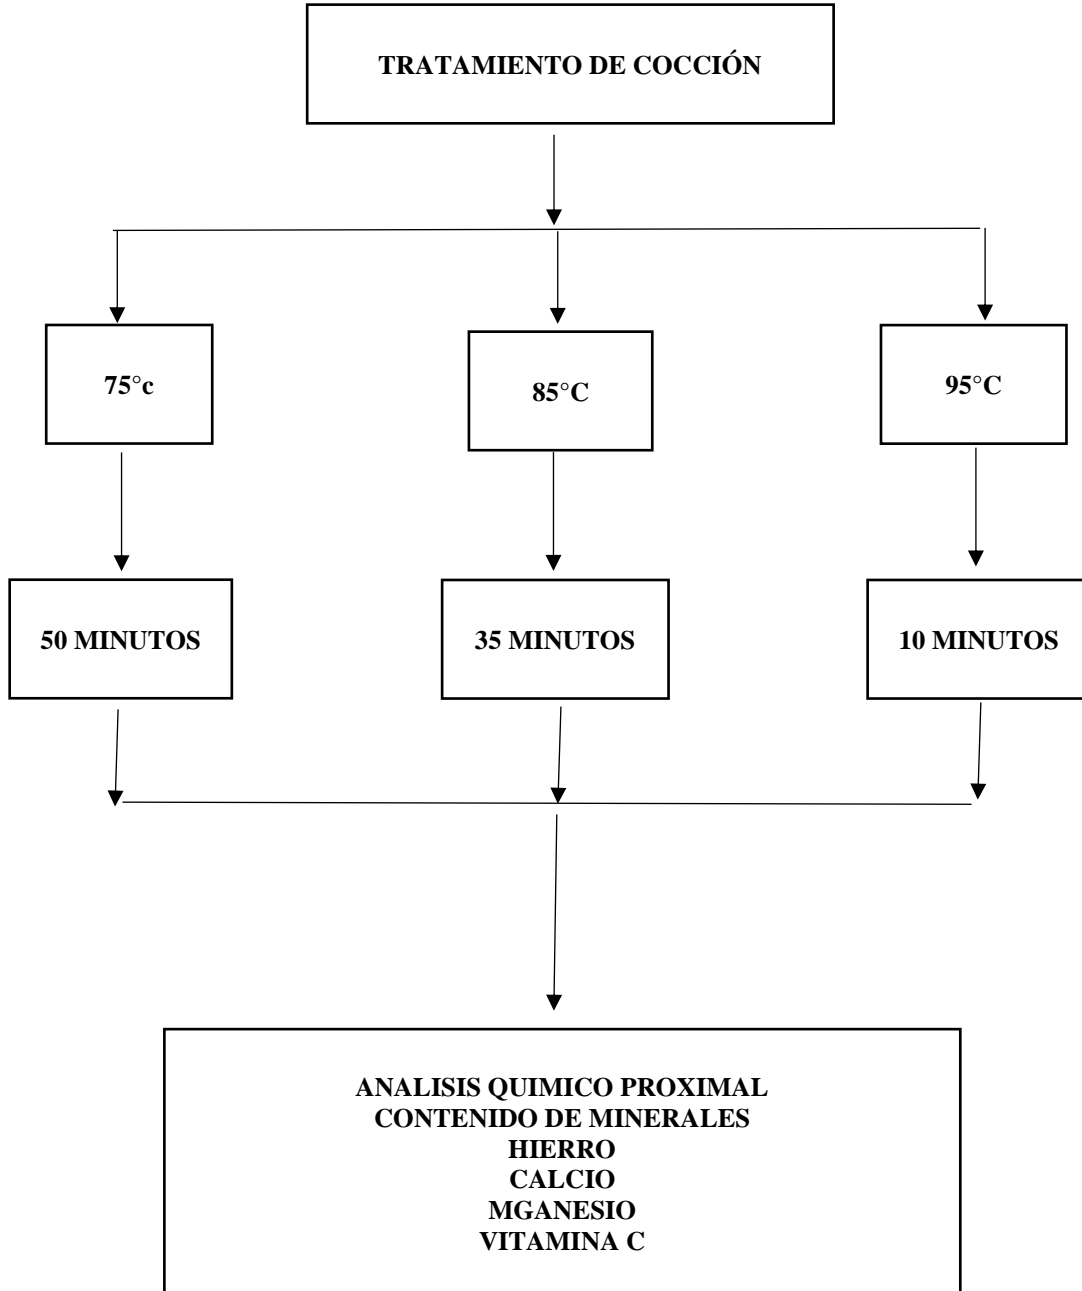 TRATAMIENTO DE COCCIÓN
75°c
85°C
95°C
50 MINUTOS
35 MINUTOS
10 MINUTOS
ANALISIS QUIMICO PROXIMAL
CONTENIDO DE MINERALES
HIERRO
CALCIO
MGANESIO
VITAMINA C